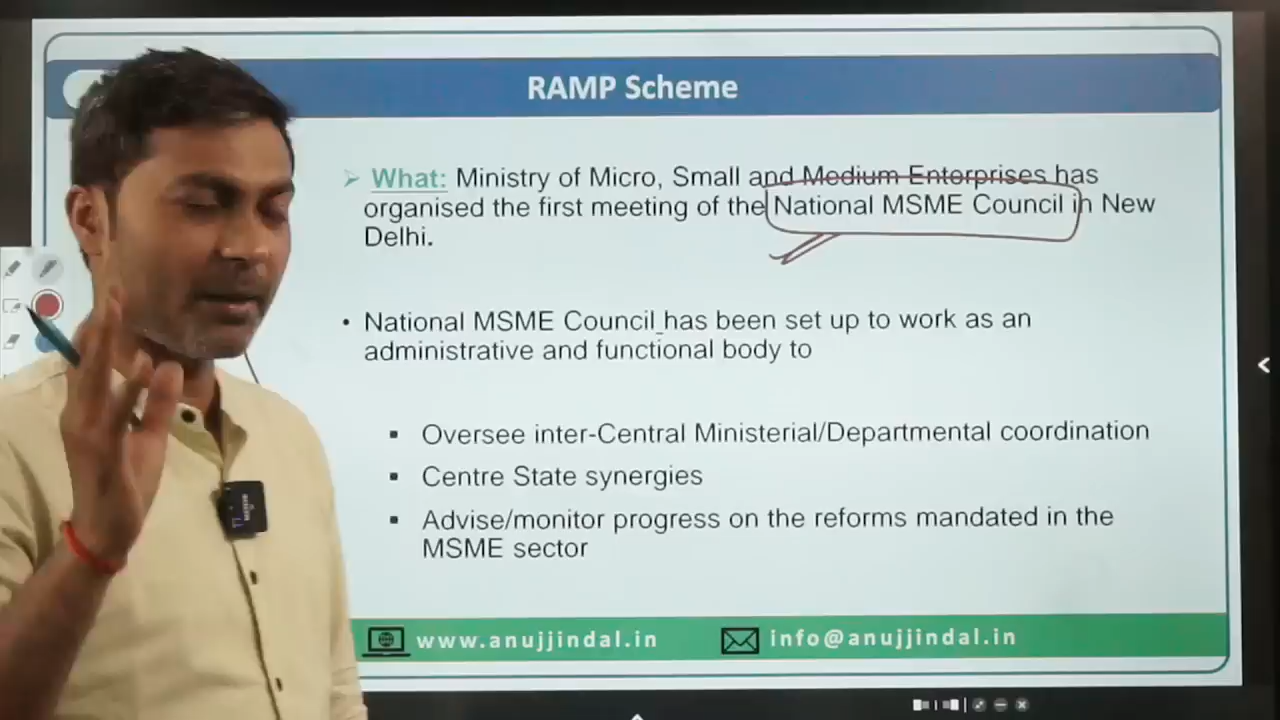 RAMP Scheme
➢ What: Ministry of Micro, Small and Medium Enterprises has
organised the first meeting of the National MSME Council in New
Delhi.
• National MSME Council has been set up to work as an
administrative and functional body to
▪ Oversee inter-Central Ministerial/Departmental coordination
▪ Centre State synergies
▪ Advise/monitor progress on the reforms mandated in the
MSME sector
www.anujjindal.in
info@anujjindal.in